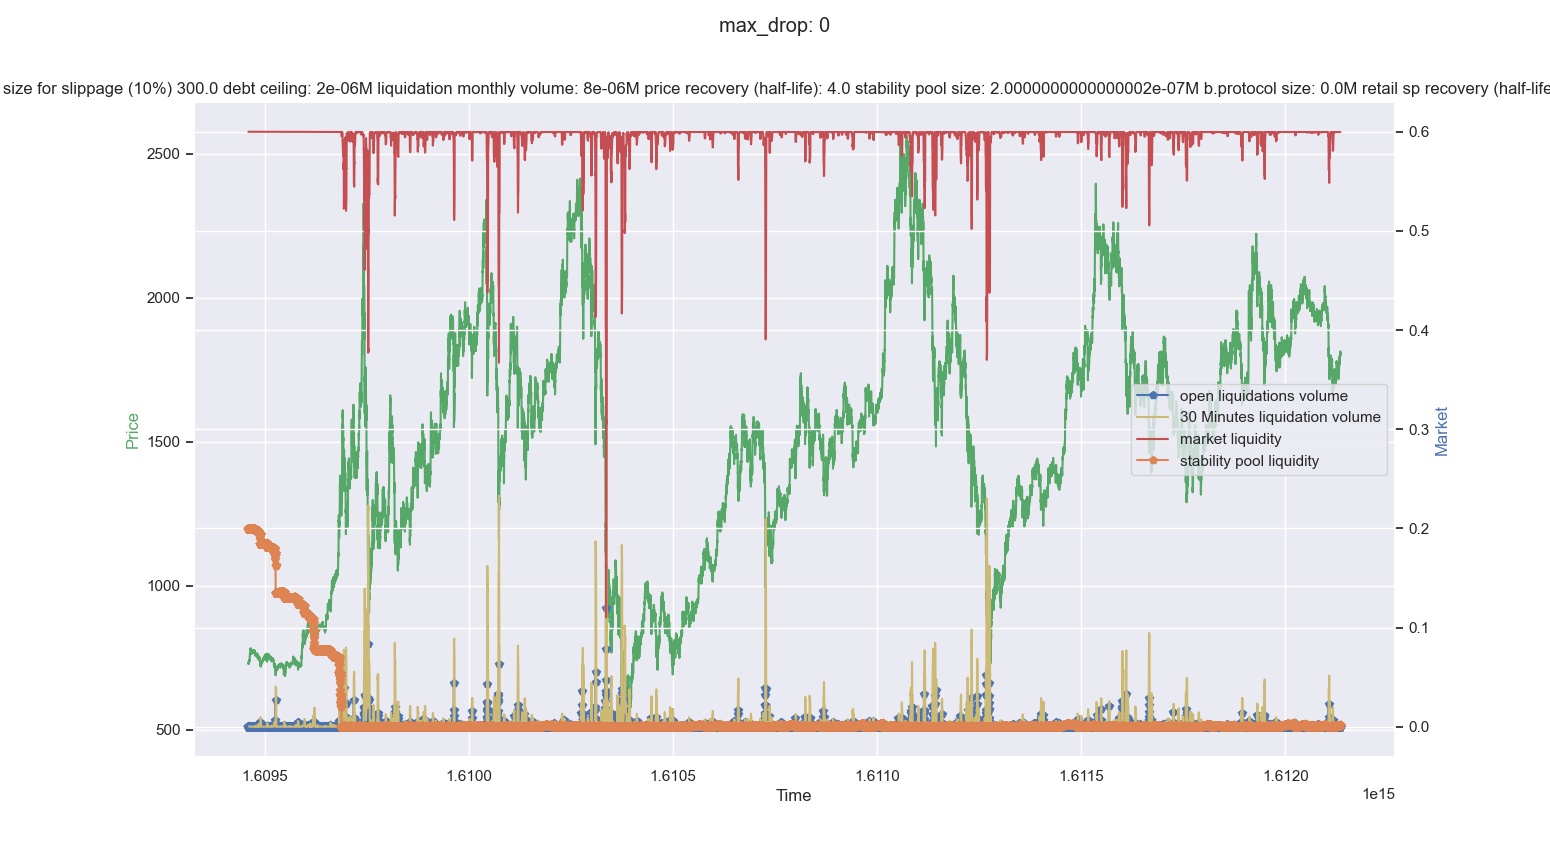 max_drop: 0
size for slippage (10%) 300.0 debt ceiling: 2e-06M liquidation monthly volume: 8e-06M price recovery (half-life): 4.0 stability pool size: 2.0000000000000002e-07M b.protocol size: 0.0M retail sp recovery (half-life
2500
2000
1500
1000
500
Price
0.6
0.5
0.4
0.3
0.2
0.1
0.0
Market
open liquidations volume
30 Minutes liquidation volume
market liquidity
stability pool liquidity
1.6095 1.6100 1.6105 1.6110 1.6115 1.6120
Time
1e15